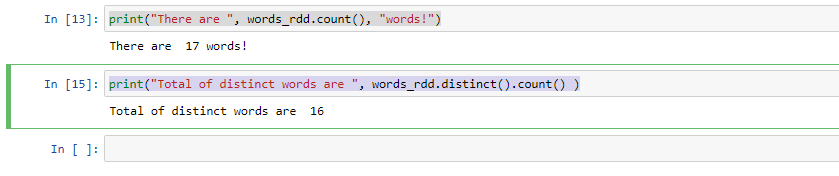 In [13]: print("There are ", words_rdd.count(), "words!")
There are  17 words!
In [15]: print("Total of distinct words are ", words_rdd.distinct().count() )
Total of distinct words are  16
In [ ]: